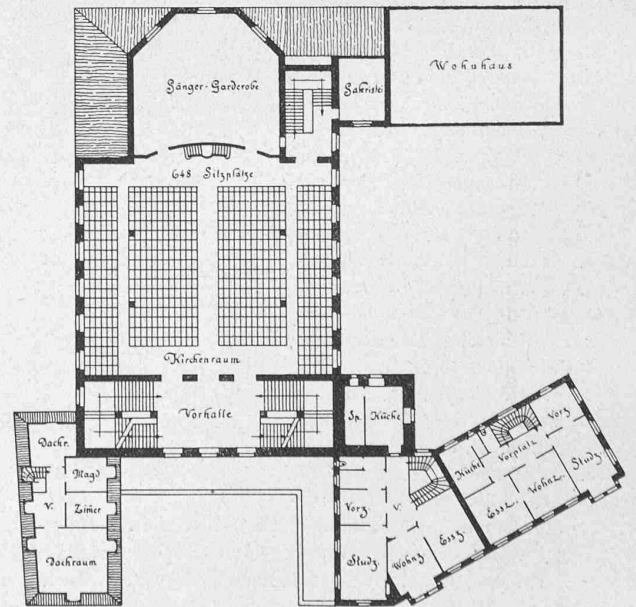 Wohnhaus
Sänger-Garderobe
Sakristei
648 Sitzplätze
Kirchenraum
Vorhalle
Sp.
Küche
Vorz.
Vorplatz
Studz.
Küche
Wohnz.
Essz.
Dachr.
Magd
V.
Zimer
Dachraum
Vorz.
V.
Essz.
Wohnz.
Studz.